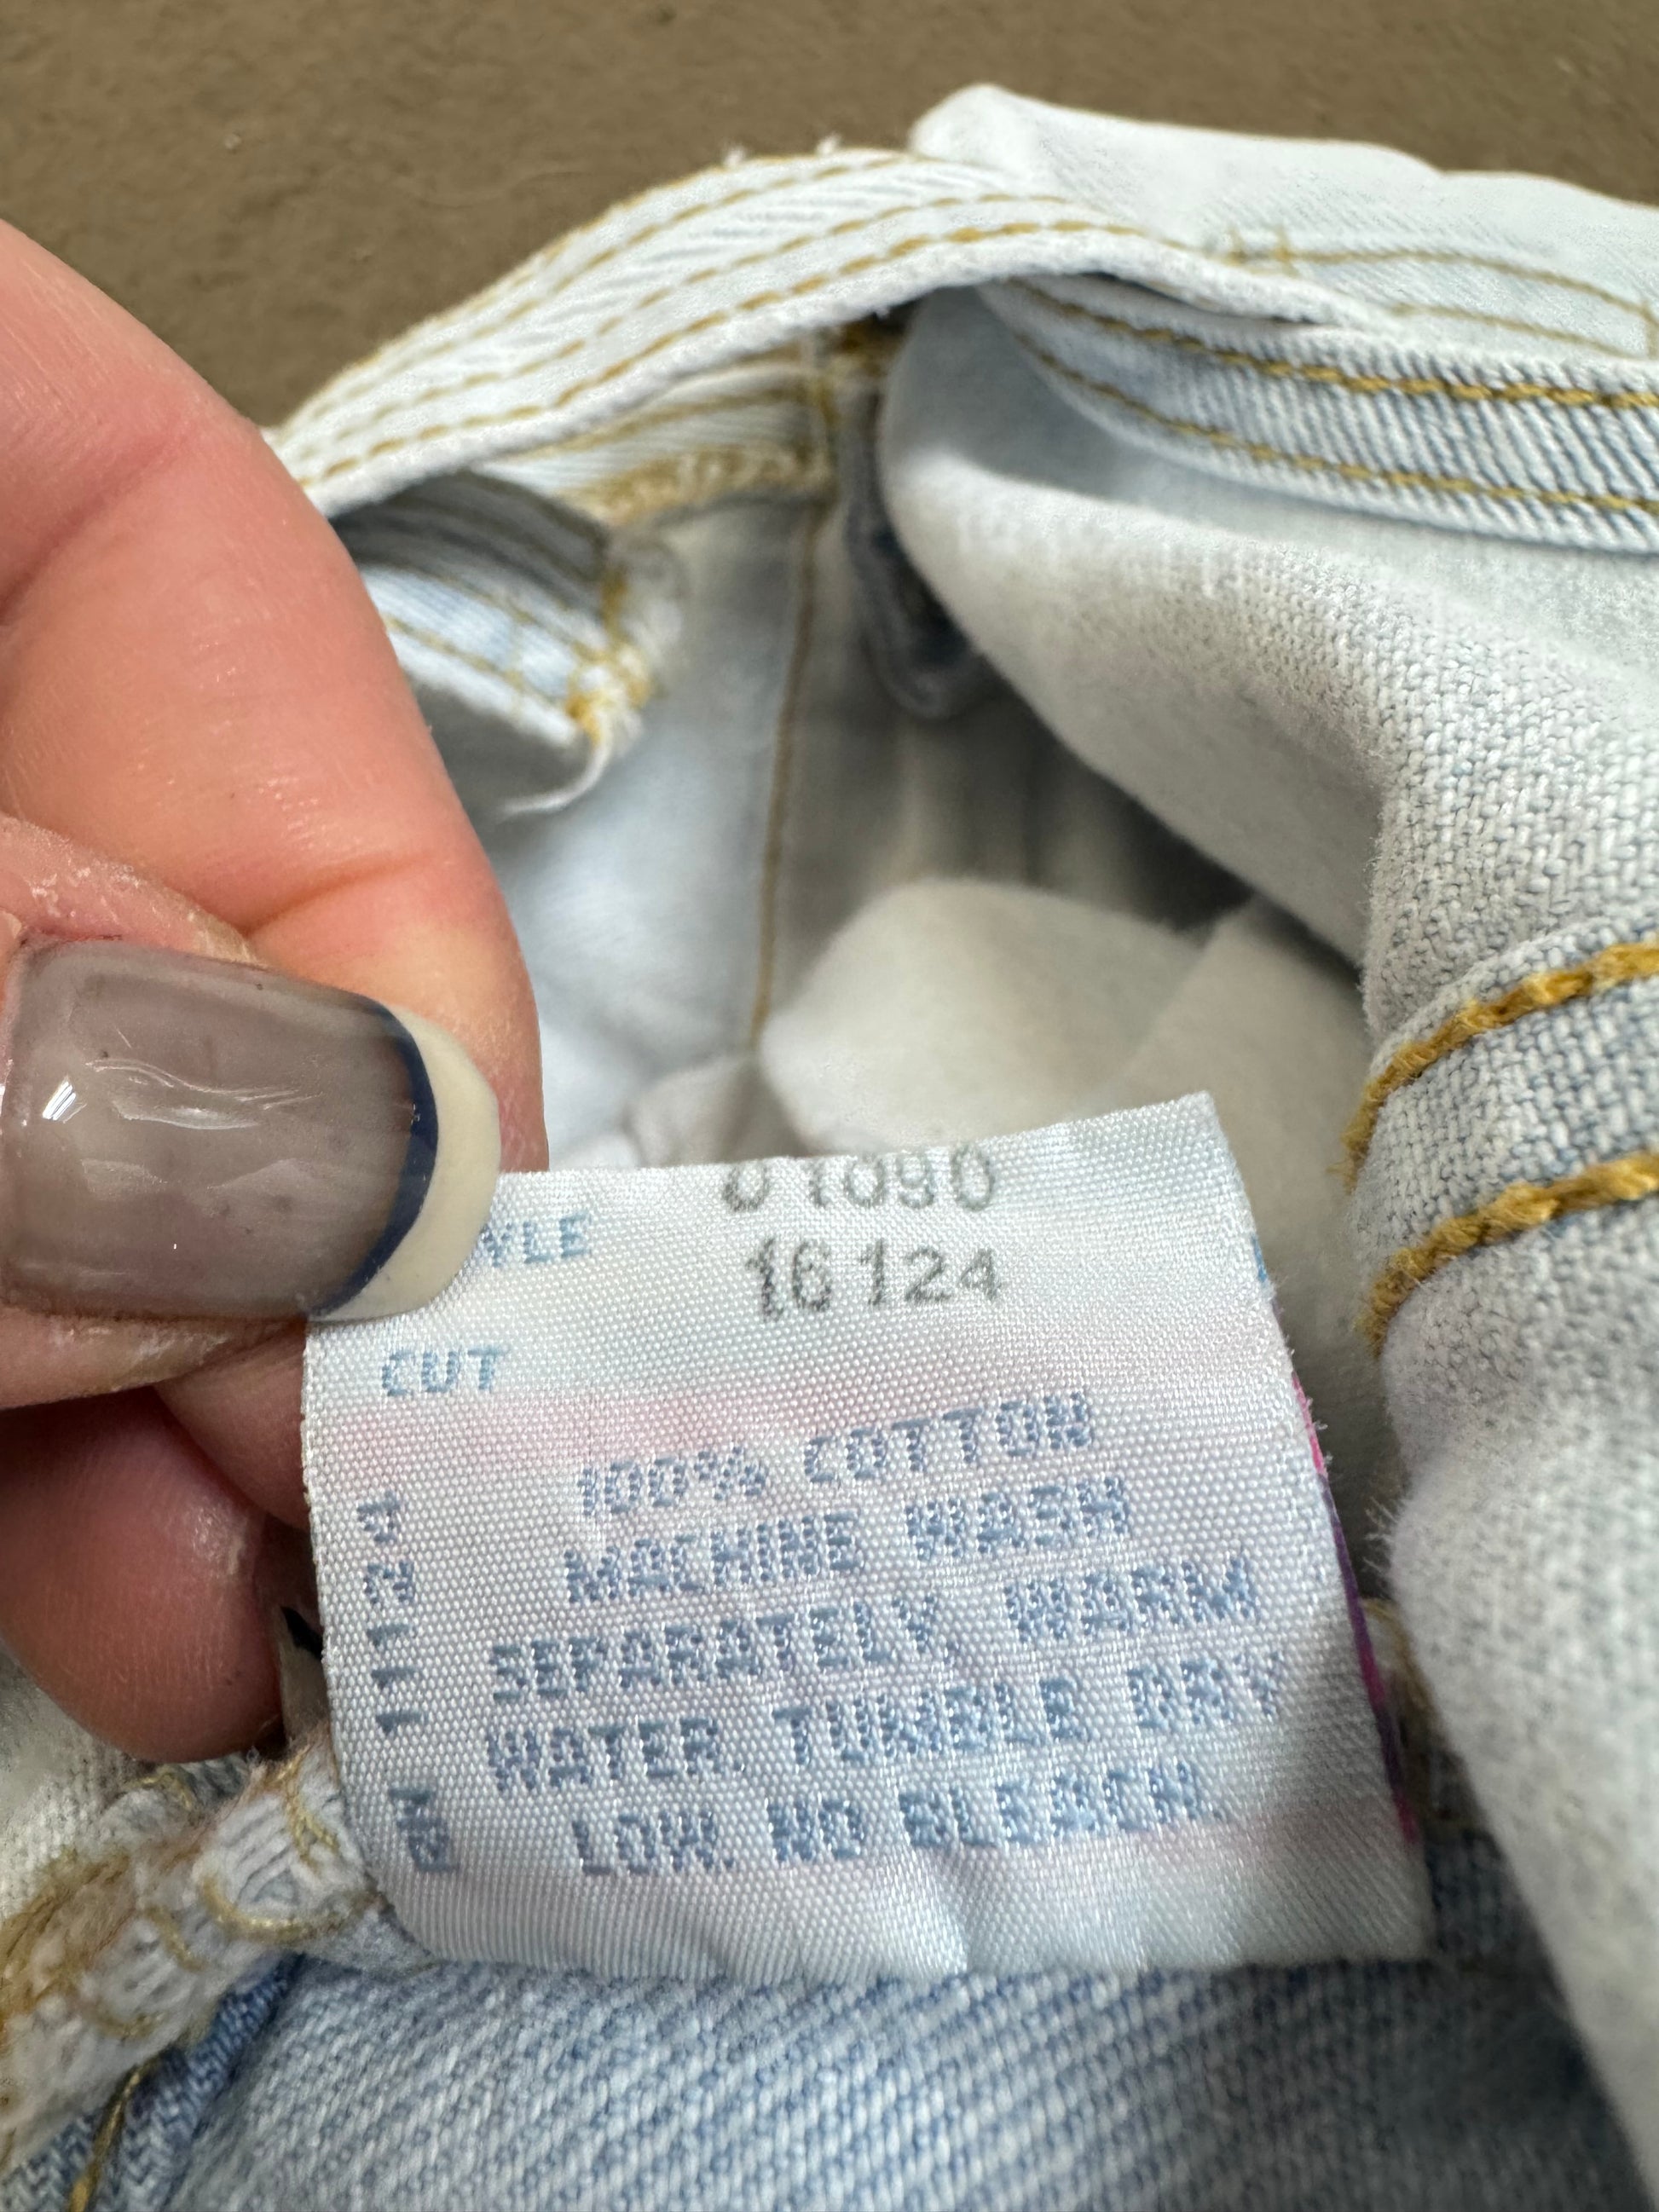 01090
YLE
16124
CUT
100% COTTON
MACHINE WASH
SEPARATELY WARM
WATER TUMBLE DRY
LOW. NO BLEACH.
RN 11124